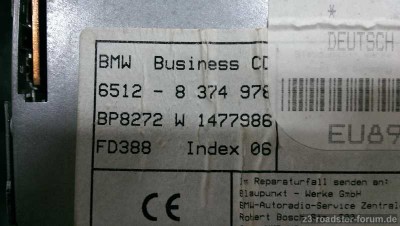 BMW Business CD
6512 - 8 374 978
BP8272 W 1477986
FD388 Index 06
*
DEUTSCH
EU89
CE
Im Reparaturfall senden an:
Blaupunkt - Werke GmbH
BMW-Autoradio-Service Zentral
Robert Bosch
z3-roadster-forum.de